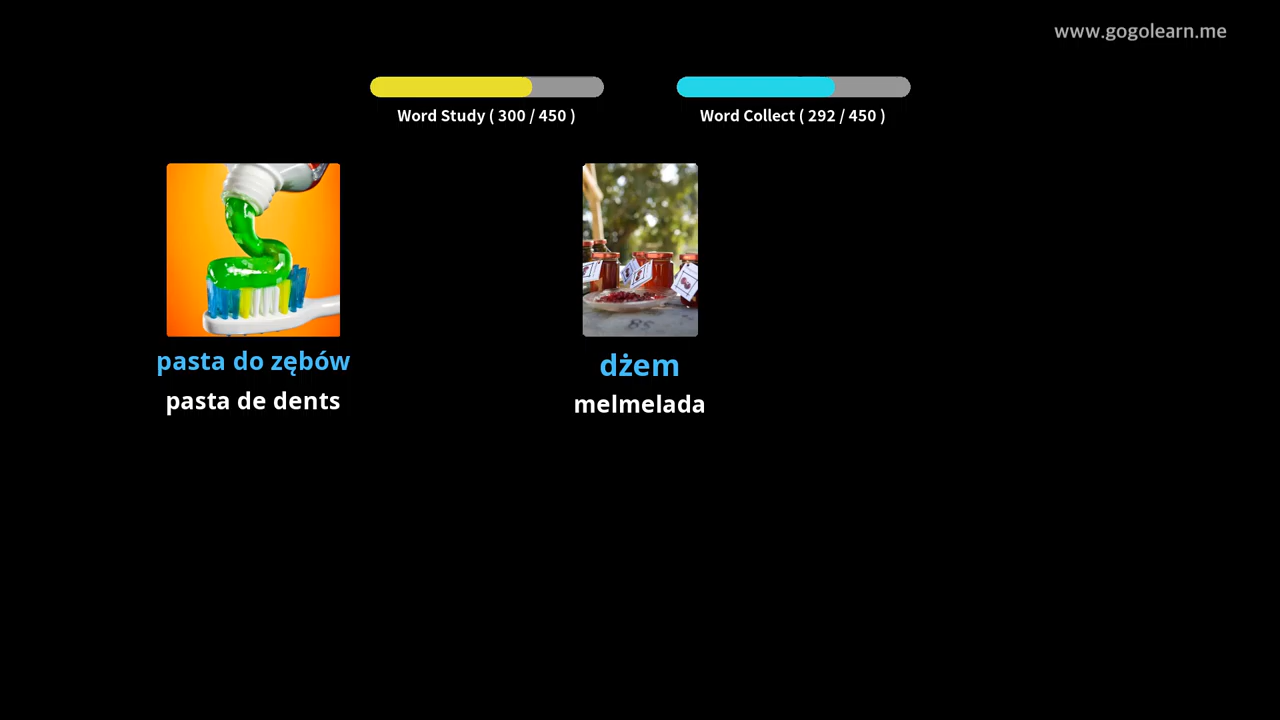 www.gogolearn.me
Word Study ( 300 / 450 )
Word Collect ( 292 / 450 )
pasta do zębów
pasta de dents
dżem
melmelada